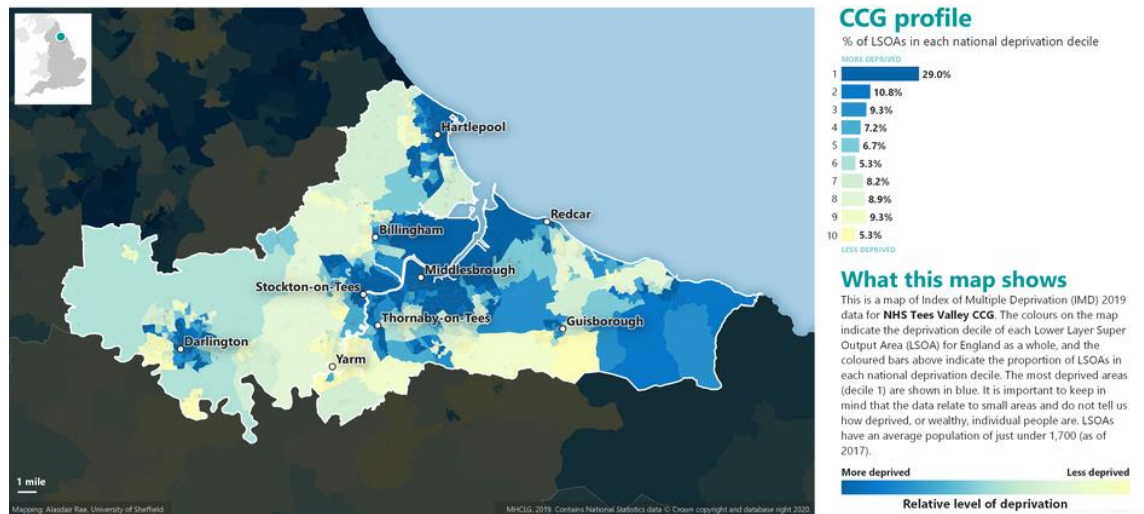 Hartlepool
Redcar
Billingham
Middlesbrough
Stockton-on-Tees
Thornaby-on-Tees
Guisborough
Darlington
Yarm
1 mile
Mapping: Alasdair Rae, University of Sheffield.
MHCLG, 2019. Contains National Statistics data © Crown copyright and database right 2020.
CCG profile
% of LSOAs in each national deprivation decile
MORE DEPRIVED
1 29.0%
2 10.8%
3 9.3%
4 7.2%
5 6.7%
6 5.3%
7 8.2%
8 8.9%
9 9.3%
10 5.3%
LESS DEPRIVED
What this map shows
This is a map of Index of Multiple Deprivation (IMD) 2019
data for NHS Tees Valley CCG. The colours on the map
indicate the deprivation decile of each Lower Layer Super
Output Area (LSOA) for England as a whole, and the
coloured bars above indicate the proportion of LSOAs in
each national deprivation decile. The most deprived areas
(decile 1) are shown in blue. It is important to keep in
mind that the data relate to small areas and do not tell us
how deprived, or wealthy, individual people are. LSOAs
have an average population of just under 1,700 (as of
2017).
More deprived Less deprived
Relative level of deprivation